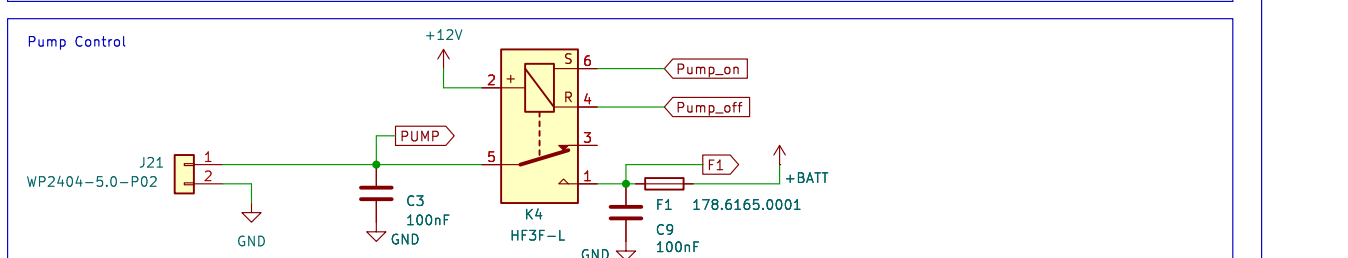 Pump Control
+12V
S
6
Pump_on
2
+
R
4
Pump_off
3
PUMP
J21
1
5
F1
WP2404-5.0-P02
2
1
+BATT
C3
100nF
GND
F1
178.6165.0001
K4
HF3F-L
C9
100nF
GND
GND